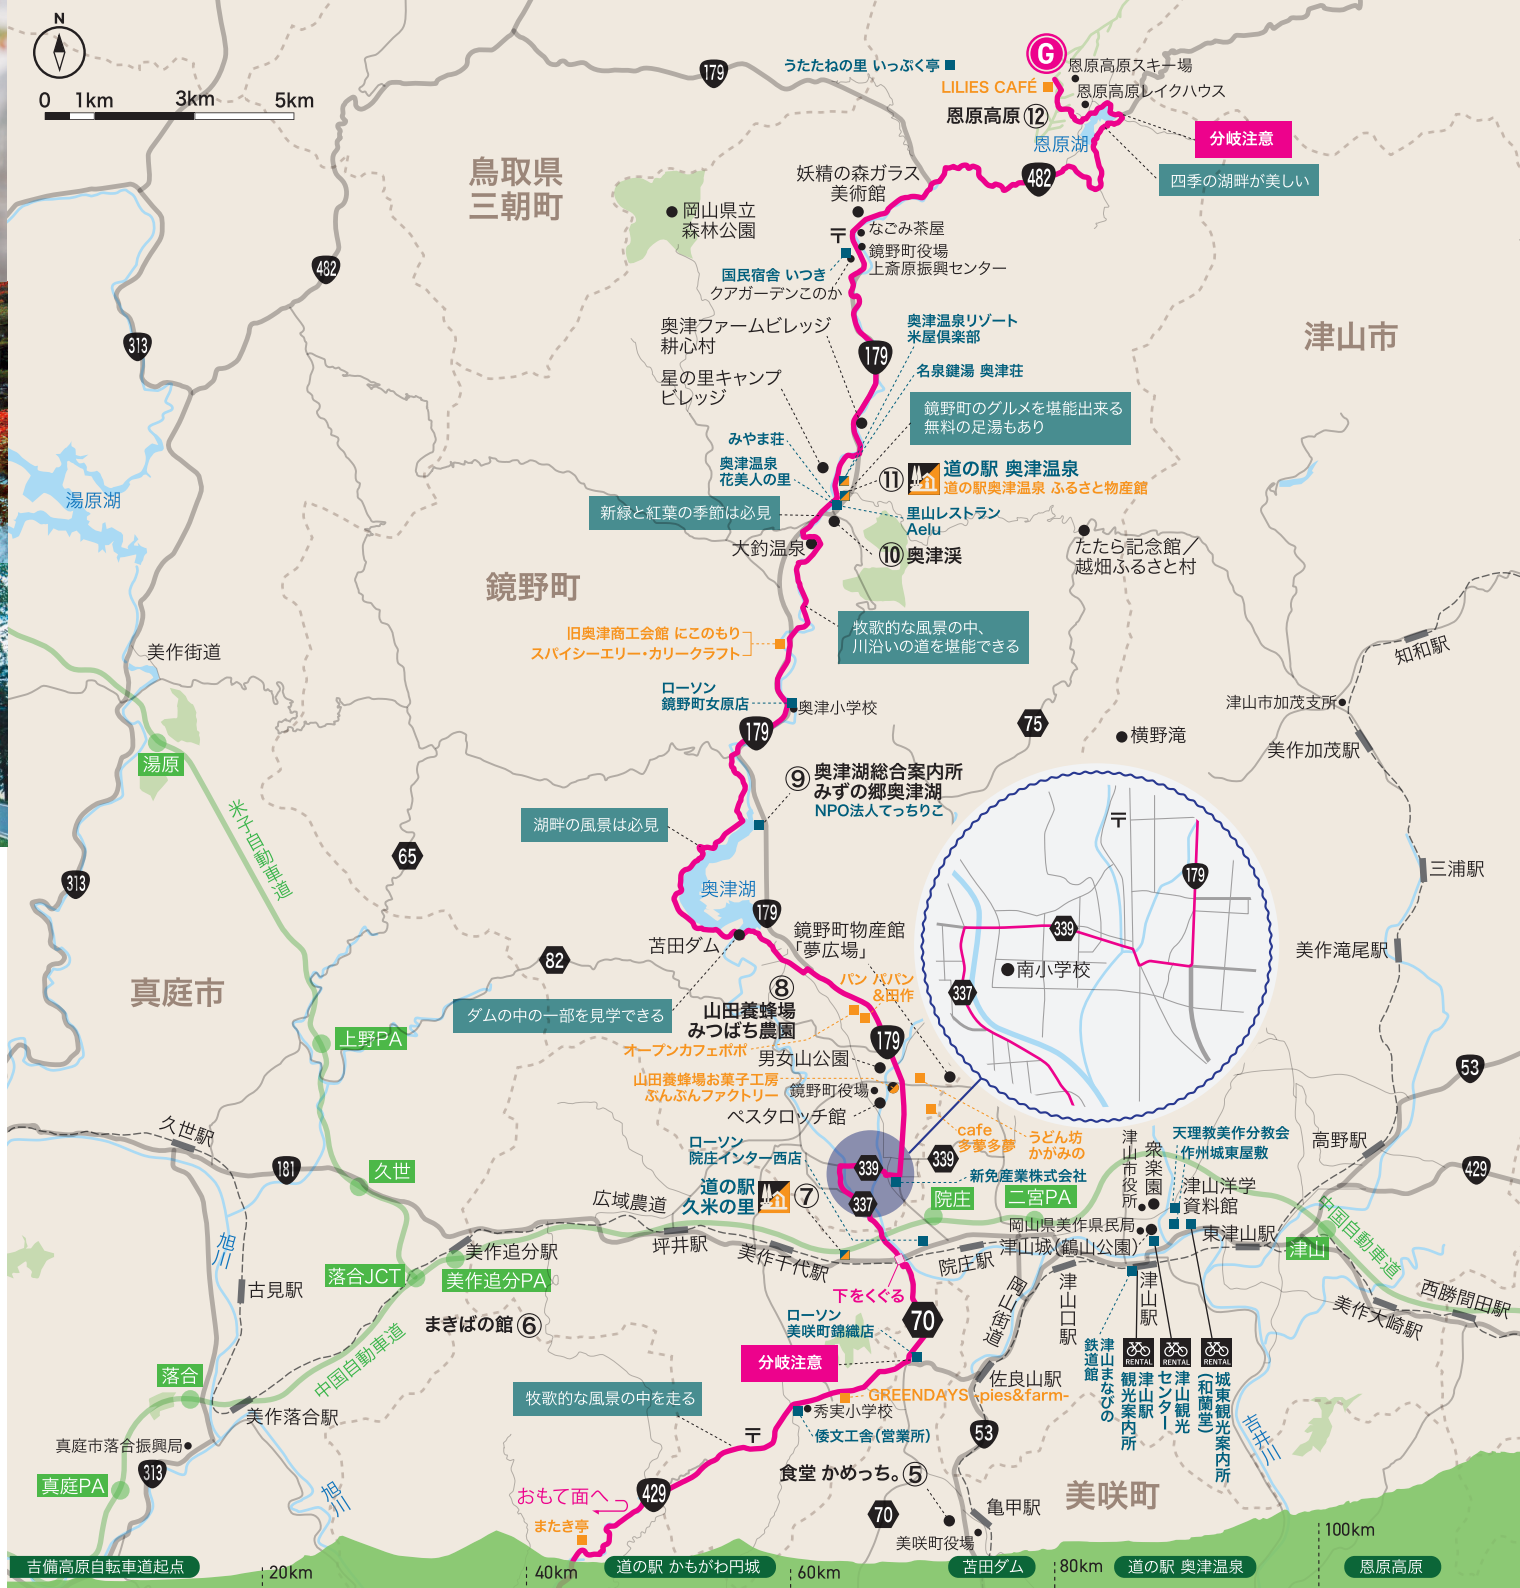 N
0 1km 3km 5km
179
うたたねの里 いっぷく亭
LILIES CAFÉ
G
恩原高原スキー場
恩原高原レイクハウス
恩原高原⑫
恩原湖
分岐注意
四季の湖畔が美しい
482
鳥取県
三朝町
岡山県立
森林公園
妖精の森ガラス
美術館
〒
なごみ茶屋
鏡野町役場
上斎原振興センター
国民宿舎 いつき
クアガーデンこのか
482
313
奥津ファームビレッジ
耕心村
星の里キャンプ
ビレッジ
179
奥津温泉リゾート
米屋倶楽部
名泉鍵湯 奥津荘
津山市
鏡野町のグルメを堪能出来る
無料の足湯もあり
みやま荘
奥津温泉
花美人の里
⑪
道の駅 奥津温泉
道の駅奥津温泉 ふるさと物産館
湯原湖
新緑と紅葉の季節は必見
里山レストラン
Aelu
大釣温泉
⑩奥津渓
たたら記念館/
越畑ふるさと村
鏡野町
牧歌的な風景の中、
川沿いの道を堪能できる
旧奥津商工会館 にこのもり
スパイシーエリー・カリークラフト
美作街道
知和駅
ローソン
鏡野町女原店
奥津小学校
津山市加茂支所
179
75
横野滝
美作加茂駅
湯原
米子自動車道
⑨
奥津湖総合案内所
みずの郷奥津湖
NPO法人てっちりこ
湖畔の風景は必見
65
313
〒
179
三浦駅
奥津湖
179
339
鏡野町物産館
「夢広場」
苫田ダム
82
美作滝尾駅
南小学校
337
真庭市
パン パパン
&田作
⑧
山田養蜂場
みつばち農園
ダムの中の一部を見学できる
上野PA
オープンカフェポポ
179
男女山公園
53
山田養蜂場お菓子工房
ぶんぶんファクトリー
鏡野町役場
ペスタロッチ館
cafe
多夢多夢
うどん坊
かがみの
久世駅
ローソン
院庄インター西店
339
339
新免産業株式会社
津山市役所
衆楽園
天理教美作分教会
作州城東屋敷
高野駅
429
181
久世
道の駅
久米の里
⑦
337
院庄
二宮PA
津山洋学
資料館
広域農道
岡山県美作県民局
中国自動車道
旭川
美作追分駅
坪井駅
美作千代駅
院庄駅
津山城(鶴山公園)
東津山駅
津山
落合JCT
美作追分PA
古見駅
下をくぐる
岡山街道
津山口駅
津山駅
西勝間田駅
美作大崎駅
まきばの館⑥
ローソン
美咲町錦織店
70
分岐注意
津山まなびの
鉄道館
RENTAL
RENTAL
RENTAL
津山駅
観光案内所
津山観光
センター
城東観光案内所
(和蘭堂)
中国自動車道
落合
佐良山駅
牧歌的な風景の中を走る
GREENDAYS -pies&farm-
美作落合駅
秀実小学校
〒
倭文工舎(営業所)
53
吉井川
真庭市落合振興局
313
真庭PA
旭川
食堂 かめっち。⑤
429
おもて面へ
美咲町
またき亭
70
亀甲駅
美咲町役場
吉備高原自転車道起点
20km
40km
道の駅 かもがわ円城
60km
苫田ダム
80km
道の駅 奥津温泉
100km
恩原高原